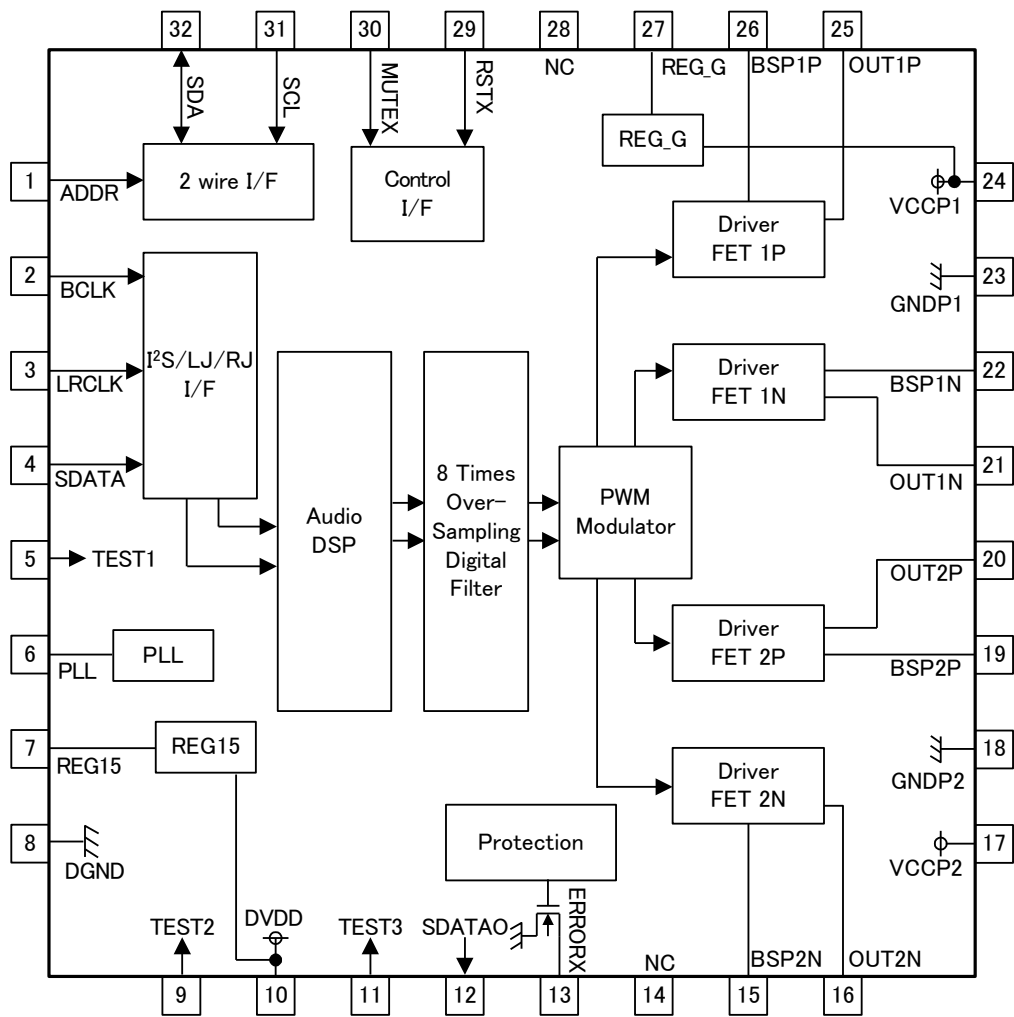 32
31
30
29
28
27
26
25
SDA
SCL
MUTEX
RSTX
NC
REG_G
BSP1P
OUT1P
REG_G
1
ADDR
2 wire I/F
Control
I/F
24
VCCP1
Driver
FET 1P
2
BCLK
23
GNDP1
I²S/LJ/RJ
I/F
3
LRCLK
Driver
FET 1N
22
BSP1N
4
SDATA
21
OUT1N
Audio
DSP
8 Times
Over-
Sampling
Digital
Filter
PWM
Modulator
5
TEST1
20
OUT2P
6
PLL
PLL
Driver
FET 2P
19
BSP2P
7
REG15
REG15
18
GNDP2
Driver
FET 2N
8
DGND
Protection
17
VCCP2
TEST2
DVDD
TEST3
SDATAO
ERRORX
NC
BSP2N
OUT2N
9
10
11
12
13
14
15
16